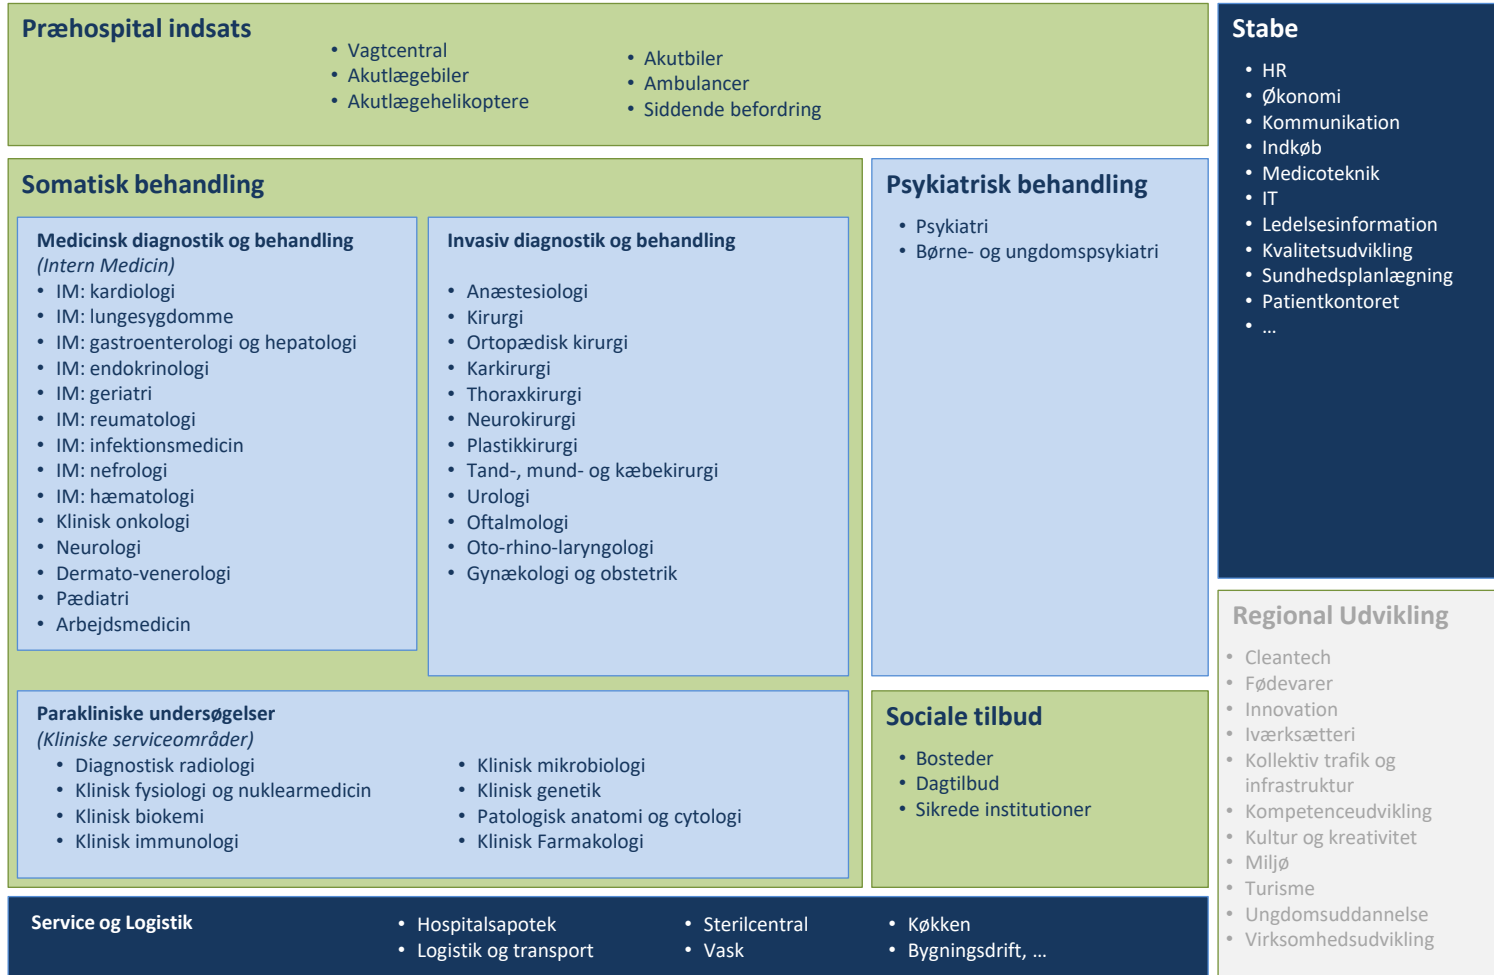 Præhospital indsats
• Vagtcentral
• Akutlægebiler
• Akutlægehelikoptere
• Akutbiler
• Ambulancer
• Siddende befordring
Somatisk behandling
Medicinsk diagnostik og behandling
(Intern Medicin)
• IM: kardiologi
• IM: lungesygdomme
• IM: gastroenterologi og hepatologi
• IM: endokrinologi
• IM: geriatri
• IM: reumatologi
• IM: infektionsmedicin
• IM: nefrologi
• IM: hæmatologi
• Klinisk onkologi
• Neurologi
• Dermato-venerologi
• Pædiatri
• Arbejdsmedicin
Invasiv diagnostik og behandling
• Anæstesiologi
• Kirurgi
• Ortopædisk kirurgi
• Karkirurgi
• Thoraxkirurgi
• Neurokirurgi
• Plastikkirurgi
• Tand-, mund- og kæbekirurgi
• Urologi
• Oftalmologi
• Oto-rhino-laryngologi
• Gynækologi og obstetrik
Parakliniske undersøgelser
(Kliniske serviceområder)
• Diagnostisk radiologi
• Klinisk fysiologi og nuklearmedicin
• Klinisk biokemi
• Klinisk immunologi
• Klinisk mikrobiologi
• Klinisk genetik
• Patologisk anatomi og cytologi
• Klinisk Farmakologi
Psykiatrisk behandling
• Psykiatri
• Børne- og ungdomspsykiatri
Sociale tilbud
• Bosteder
• Dagtilbud
• Sikrede institutioner
Stabe
• HR
• Økonomi
• Kommunikation
• Indkøb
• Medicoteknik
• IT
• Ledelsesinformation
• Kvalitetsudvikling
• Sundhedsplanlægning
• Patientkontoret
• …
Regional Udvikling
• Cleantech
• Fødevarer
• Innovation
• Iværksætteri
• Kollektiv trafik og
infrastruktur
• Kompetenceudvikling
• Kultur og kreativitet
• Miljø
• Turisme
• Ungdomsuddannelse
• Virksomhedsudvikling
Service og Logistik
• Hospitalsapotek
• Logistik og transport
• Sterilcentral
• Vask
• Køkken
• Bygningsdrift, …